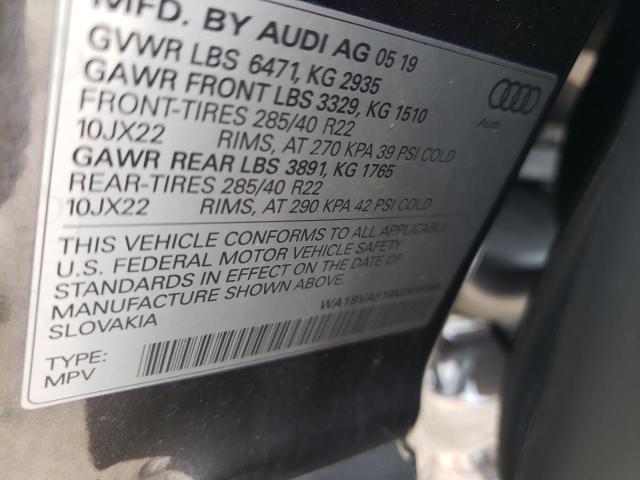 MFD. BY AUDI AG 05 19
GVWR LBS 6471, KG 2935
GAWR FRONT LBS 3329, KG 1510
FRONT-TIRES 285/40 R22
10JX22 RIMS, AT 270 KPA 39 PSI COLD
GAWR REAR LBS 3891, KG 1765
REAR-TIRES 285/40 R22
10JX22 RIMS, AT 290 KPA 42 PSI COLD
THIS VEHICLE CONFORMS TO ALL APPLICABLE
U.S. FEDERAL MOTOR VEHICLE SAFETY
STANDARDS IN EFFECT ON THE DATE OF
MANUFACTURE SHOWN ABOVE.
SLOVAKIA
TYPE:
MPV
Audi